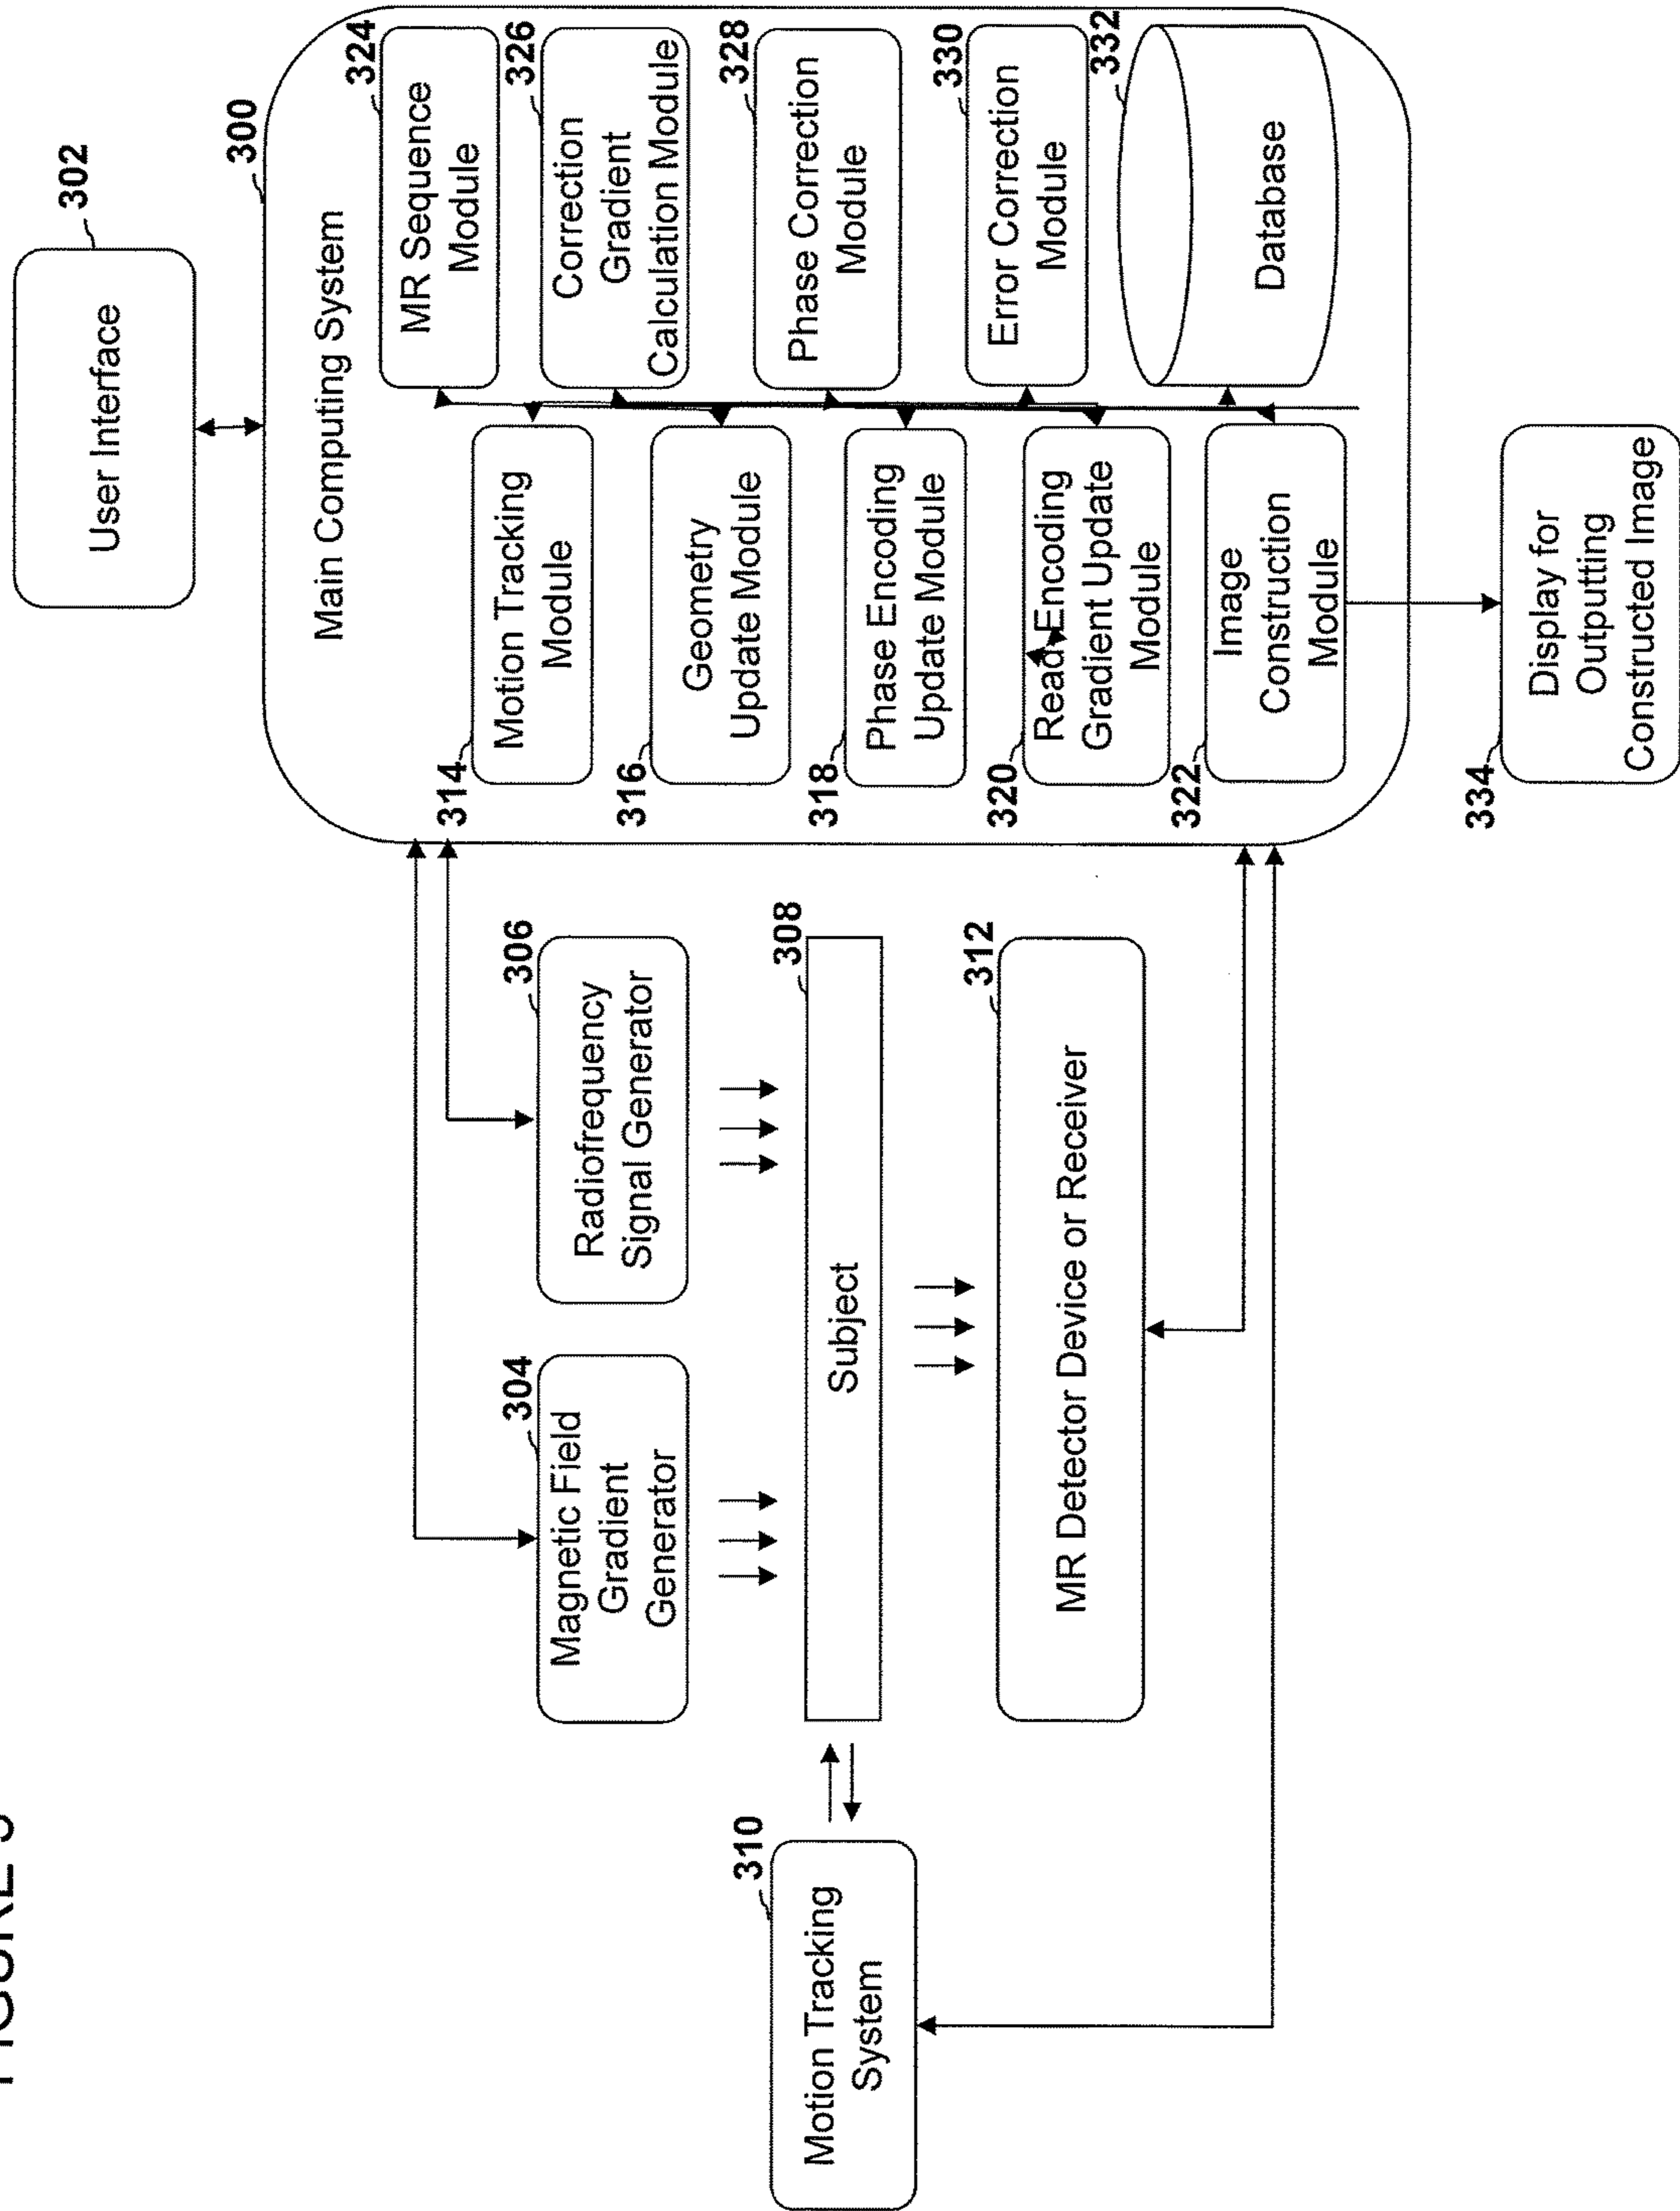 FIGURE 3
User Interface
302
300
Main Computing System
314
Motion Tracking
Module
316
Geometry
Update Module
318
Phase Encoding
Update Module
320
Read Encoding
Gradient Update
Module
322
Image
Construction
Module
324
MR Sequence
Module
326
Correction
Gradient
Calculation Module
328
Phase Correction
Module
330
Error Correction
Module
332
Database
304
Magnetic Field
Gradient
Generator
306
Radiofrequency
Signal Generator
308
Subject
310
Motion Tracking
System
312
MR Detector Device or Receiver
334
Display for
Outputting
Constructed Image